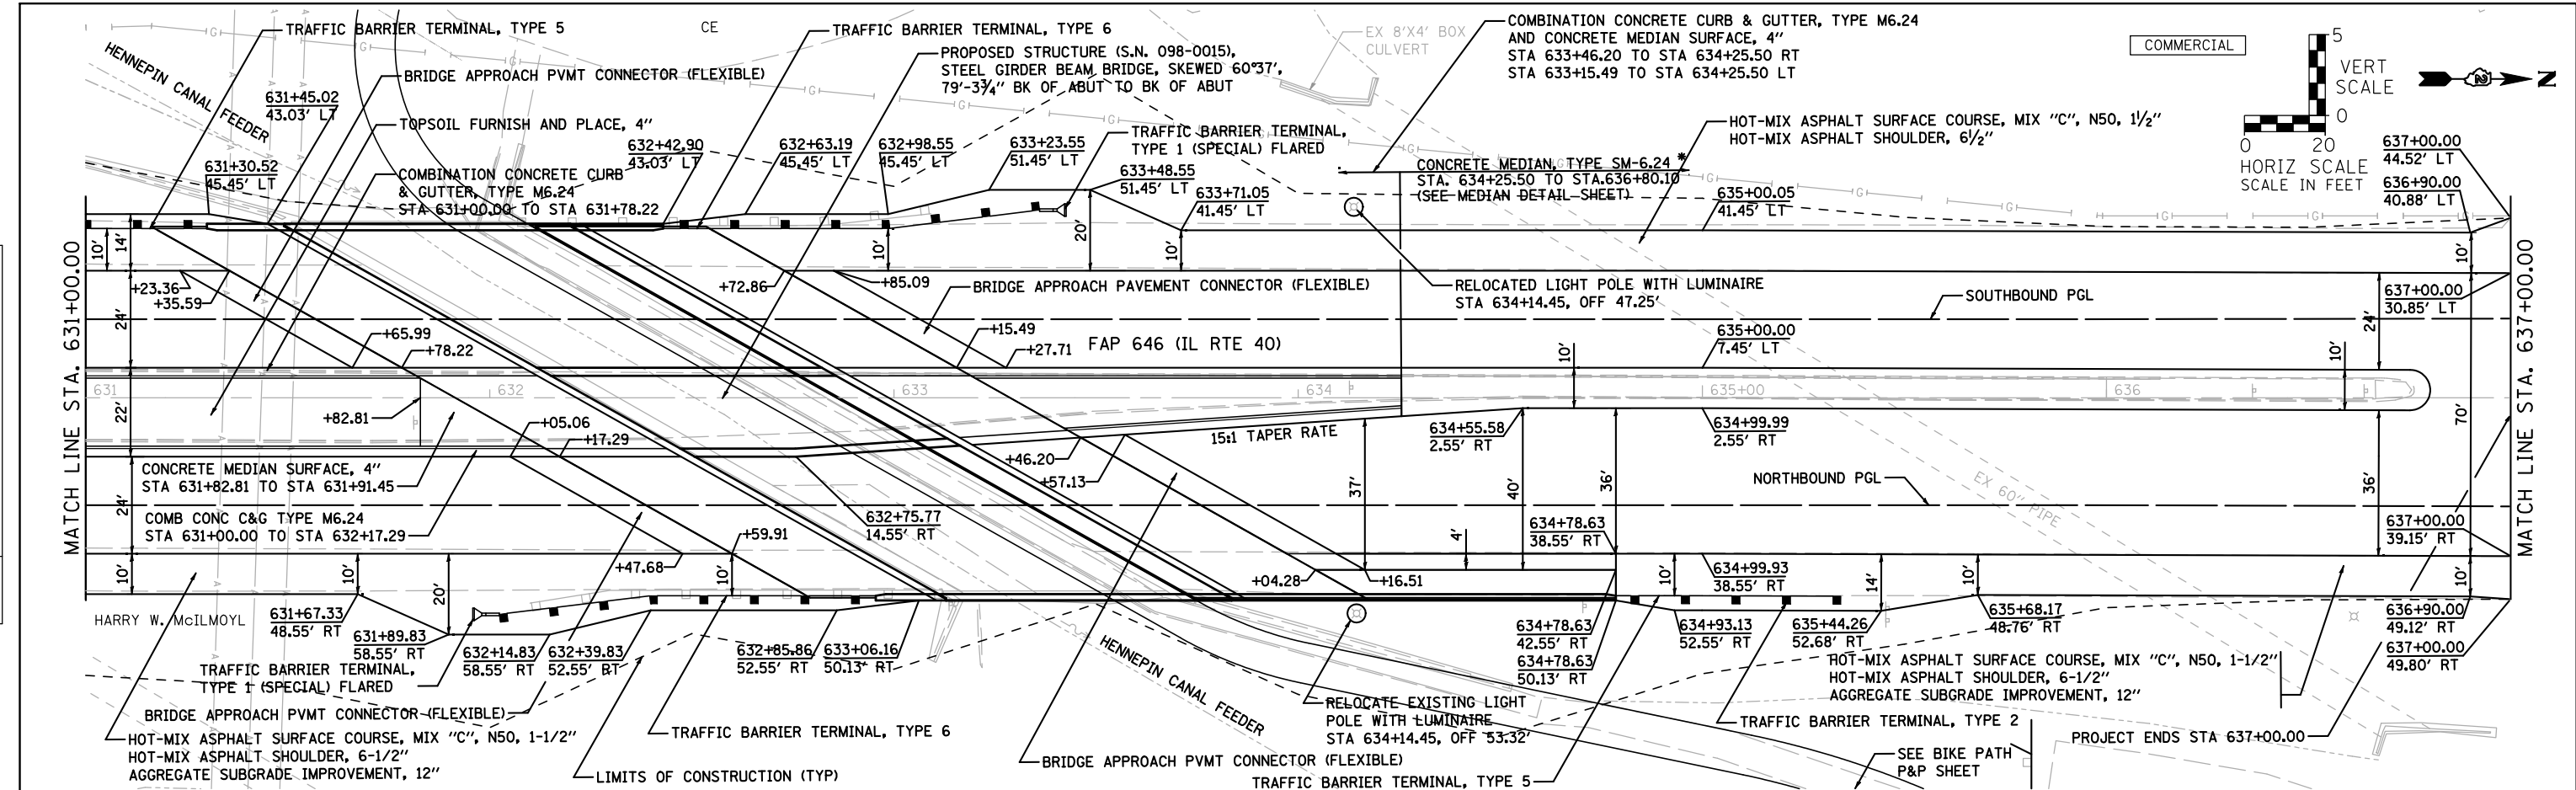 TRAFFIC BARRIER TERMINAL, TYPE 5
CE
TRAFFIC BARRIER TERMINAL, TYPE 6
EX 8'X4' BOX
CULVERT
COMBINATION CONCRETE CURB & GUTTER, TYPE M6.24
AND CONCRETE MEDIAN SURFACE, 4"
STA 633+46.20 TO STA 634+25.50 RT
STA 633+15.49 TO STA 634+25.50 LT
COMMERCIAL
5
VERT
SCALE
0
0 20
HORIZ SCALE
SCALE IN FEET
N
HENNEPIN CANAL FEEDER
BRIDGE APPROACH PVMT CONNECTOR (FLEXIBLE)
PROPOSED STRUCTURE (S.N. 098-0015),
STEEL GIRDER BEAM BRIDGE, SKEWED 60°37',
79'-3¾" BK OF ABUT TO BK OF ABUT
631+45.02
43.03' LT
TOPSOIL FURNISH AND PLACE, 4"
631+30.52
45.45' LT
COMBINATION CONCRETE CURB
& GUTTER, TYPE M6.24
STA 631+00.00 TO STA 631+78.22
632+42.90
43.03' LT
632+63.19
45.45' LT
632+98.55
45.45' LT
633+23.55
51.45' LT
TRAFFIC BARRIER TERMINAL,
TYPE 1 (SPECIAL) FLARED
633+48.55
51.45' LT
633+71.05
41.45' LT
CONCRETE MEDIAN, TYPE SM-6.24 *
STA. 634+25.50 TO STA.636+80.10
(SEE MEDIAN DETAIL SHEET)
HOT-MIX ASPHALT SURFACE COURSE, MIX "C", N50, 1½"
HOT-MIX ASPHALT SHOULDER, 6½"
635+00.05
41.45' LT
637+00.00
44.52' LT
636+90.00
40.88' LT
MATCH LINE STA. 631+00.00
10'
14'
24'
22'
24'
10'
+23.36
+35.59
+65.99
+78.22
+72.86
+85.09
10'
20'
10'
BRIDGE APPROACH PAVEMENT CONNECTOR (FLEXIBLE)
+15.49
+27.71
FAP 646 (IL RTE 40)
RELOCATED LIGHT POLE WITH LUMINAIRE
STA 634+14.45, OFF 47.25'
SOUTHBOUND PGL
637+00.00
30.85' LT
10'
24'
635+00.00
7.45' LT
10'
10'
631
632
633
634
635+00
636
+82.81
+05.06
+17.29
+46.20
+57.13
15:1 TAPER RATE
634+55.58
2.55' RT
634+99.99
2.55' RT
70'
CONCRETE MEDIAN SURFACE, 4"
STA 631+82.81 TO STA 631+91.45
COMB CONC C&G TYPE M6.24
STA 631+00.00 TO STA 632+17.29
632+75.77
14.55' RT
37'
40'
36'
36'
NORTHBOUND PGL
EX 60" PIPE
634+78.63
38.55' RT
4'
637+00.00
39.15' RT
MATCH LINE STA. 637+00.00
+59.91
+47.68
10'
20'
10'
+04.28
+16.51
634+99.93
38.55' RT
10'
14'
10'
10'
HARRY W. McILMOYL
631+67.33
48.55' RT
631+89.83
58.55' RT
632+14.83
58.55' RT
632+39.83
52.55' RT
632+85.86
52.55' RT
633+06.16
50.13' RT
HENNEPIN CANAL FEEDER
634+78.63
42.55' RT
634+78.63
50.13' RT
634+93.13
52.55' RT
635+44.26
52.68' RT
635+68.17
48.76' RT
636+90.00
49.12' RT
637+00.00
49.80' RT
TRAFFIC BARRIER TERMINAL,
TYPE 1 (SPECIAL) FLARED
BRIDGE APPROACH PVMT CONNECTOR (FLEXIBLE)
HOT-MIX ASPHALT SURFACE COURSE, MIX "C", N50, 1-1/2"
HOT-MIX ASPHALT SHOULDER, 6-1/2"
AGGREGATE SUBGRADE IMPROVEMENT, 12"
TRAFFIC BARRIER TERMINAL, TYPE 6
LIMITS OF CONSTRUCTION (TYP)
RELOCATE EXISTING LIGHT
POLE WITH LUMINAIRE
STA 634+14.45, OFF 53.32'
BRIDGE APPROACH PVMT CONNECTOR (FLEXIBLE)
TRAFFIC BARRIER TERMINAL, TYPE 5
HOT-MIX ASPHALT SURFACE COURSE, MIX "C", N50, 1-1/2"
HOT-MIX ASPHALT SHOULDER, 6-1/2"
AGGREGATE SUBGRADE IMPROVEMENT, 12"
TRAFFIC BARRIER TERMINAL, TYPE 2
SEE BIKE PATH
P&P SHEET
PROJECT ENDS STA 637+00.00